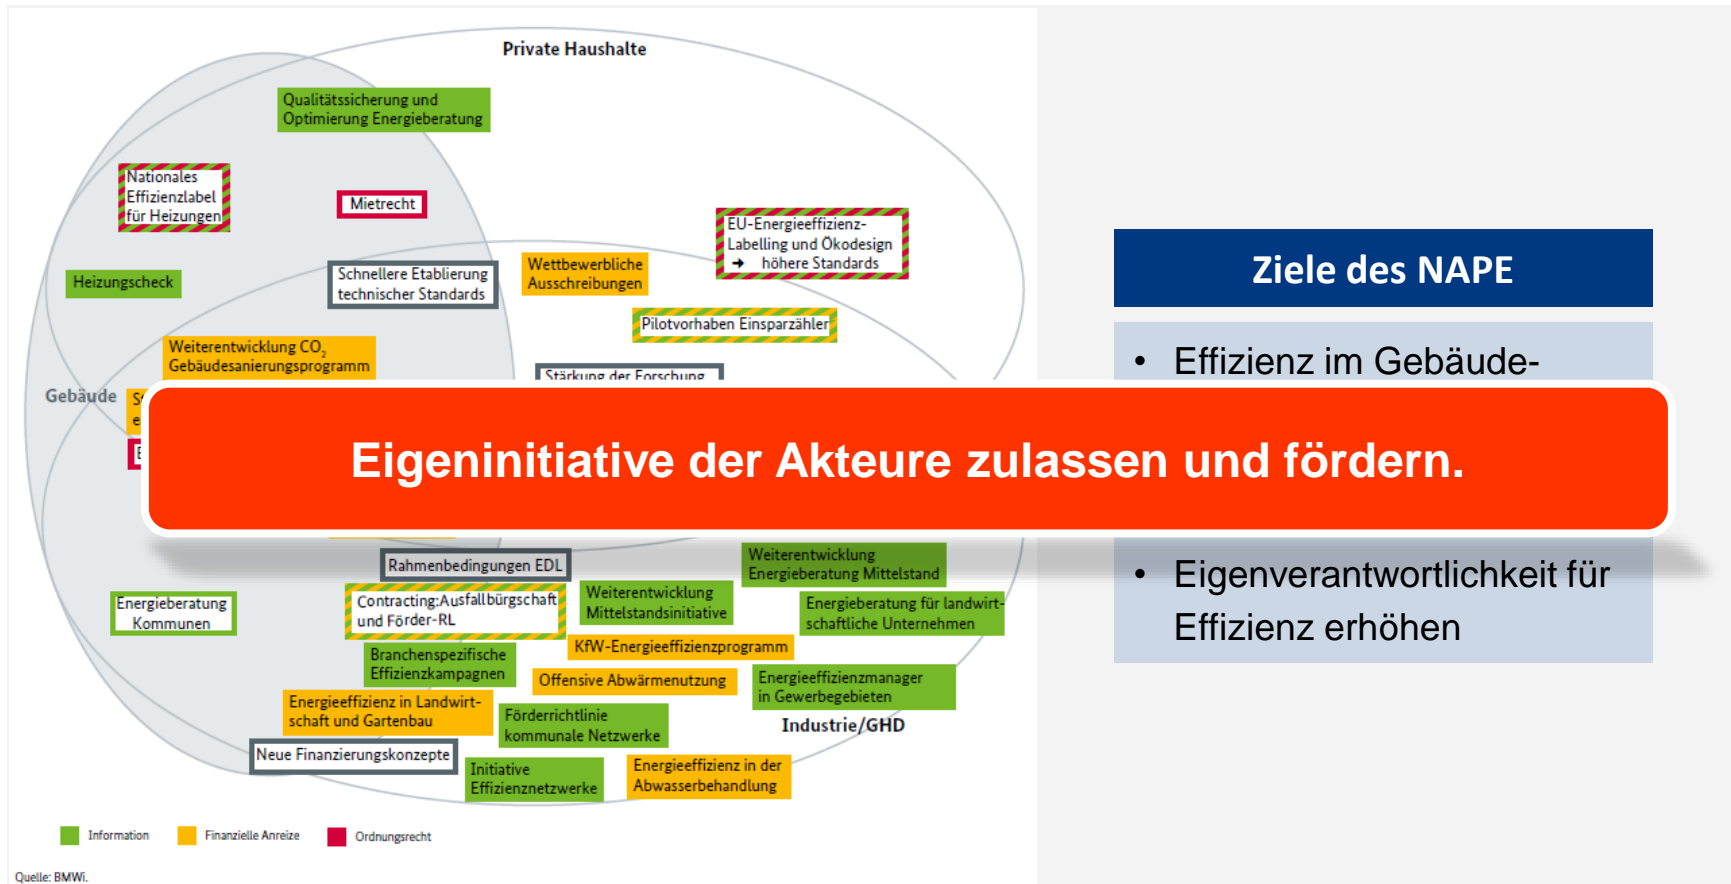 Private Haushalte
Qualitätssicherung und
Optimierung Energieberatung
Nationales
Effizienzlabel
für Heizungen
Mietrecht
EU-Energieeffizienz-
Labelling und Ökodesign
➔ höhere Standards
Heizungscheck
Schnellere Etablierung
technischer Standards
Wettbewerbliche
Ausschreibungen
Pilotvorhaben Einsparzähler
Weiterentwicklung CO₂
Gebäudesanierungsprogramm
Stärkung der Forschung
Gebäude
Ziele des NAPE
• Effizienz im Gebäude-
Eigeninitiative der Akteure zulassen und fördern.
• Eigenverantwortlichkeit für
Effizienz erhöhen
Rahmenbedingungen EDL
Weiterentwicklung
Energieberatung Mittelstand
Energieberatung
Kommunen
Contracting:Ausfallbürgschaft
und Förder-RL
Weiterentwicklung
Mittelstandsinitiative
Energieberatung für landwirt-
schaftliche Unternehmen
Branchenspezifische
Effizienzkampagnen
KfW-Energieeffizienzprogramm
Offensive Abwärmenutzung
Energieeffizienzmanager
in Gewerbegebieten
Energieeffizienz in Landwirt-
schaft und Gartenbau
Förderrichtlinie
kommunale Netzwerke
Industrie/GHD
Neue Finanzierungskonzepte
Initiative
Effizienznetzwerke
Energieeffizienz in der
Abwasserbehandlung
Information
Finanzielle Anreize
Ordnungsrecht
Quelle: BMWi.